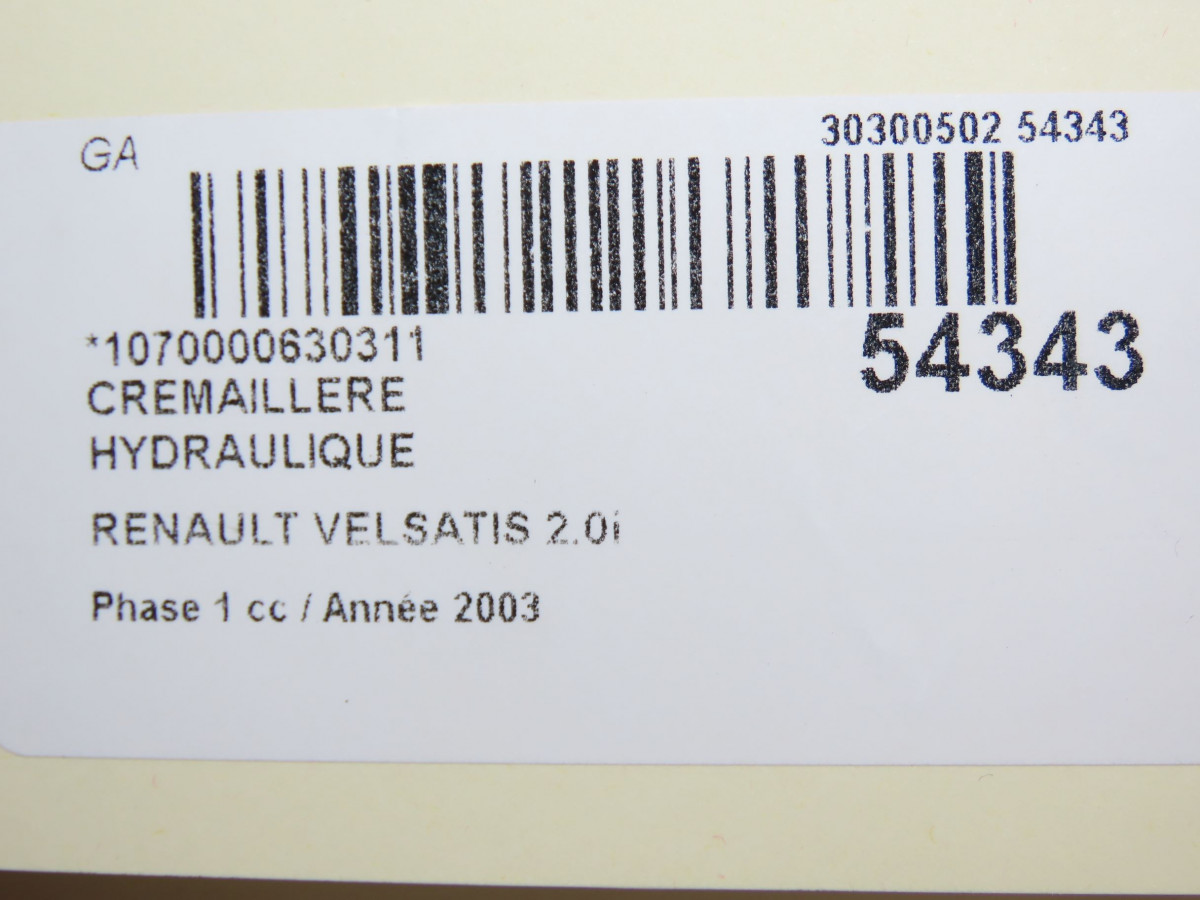 GA
30300502 54343
*1070000630311
54343
CREMAILLERE
HYDRAULIQUE
RENAULT VELSATIS 2.0i
Phase 1 cc / Année 2003